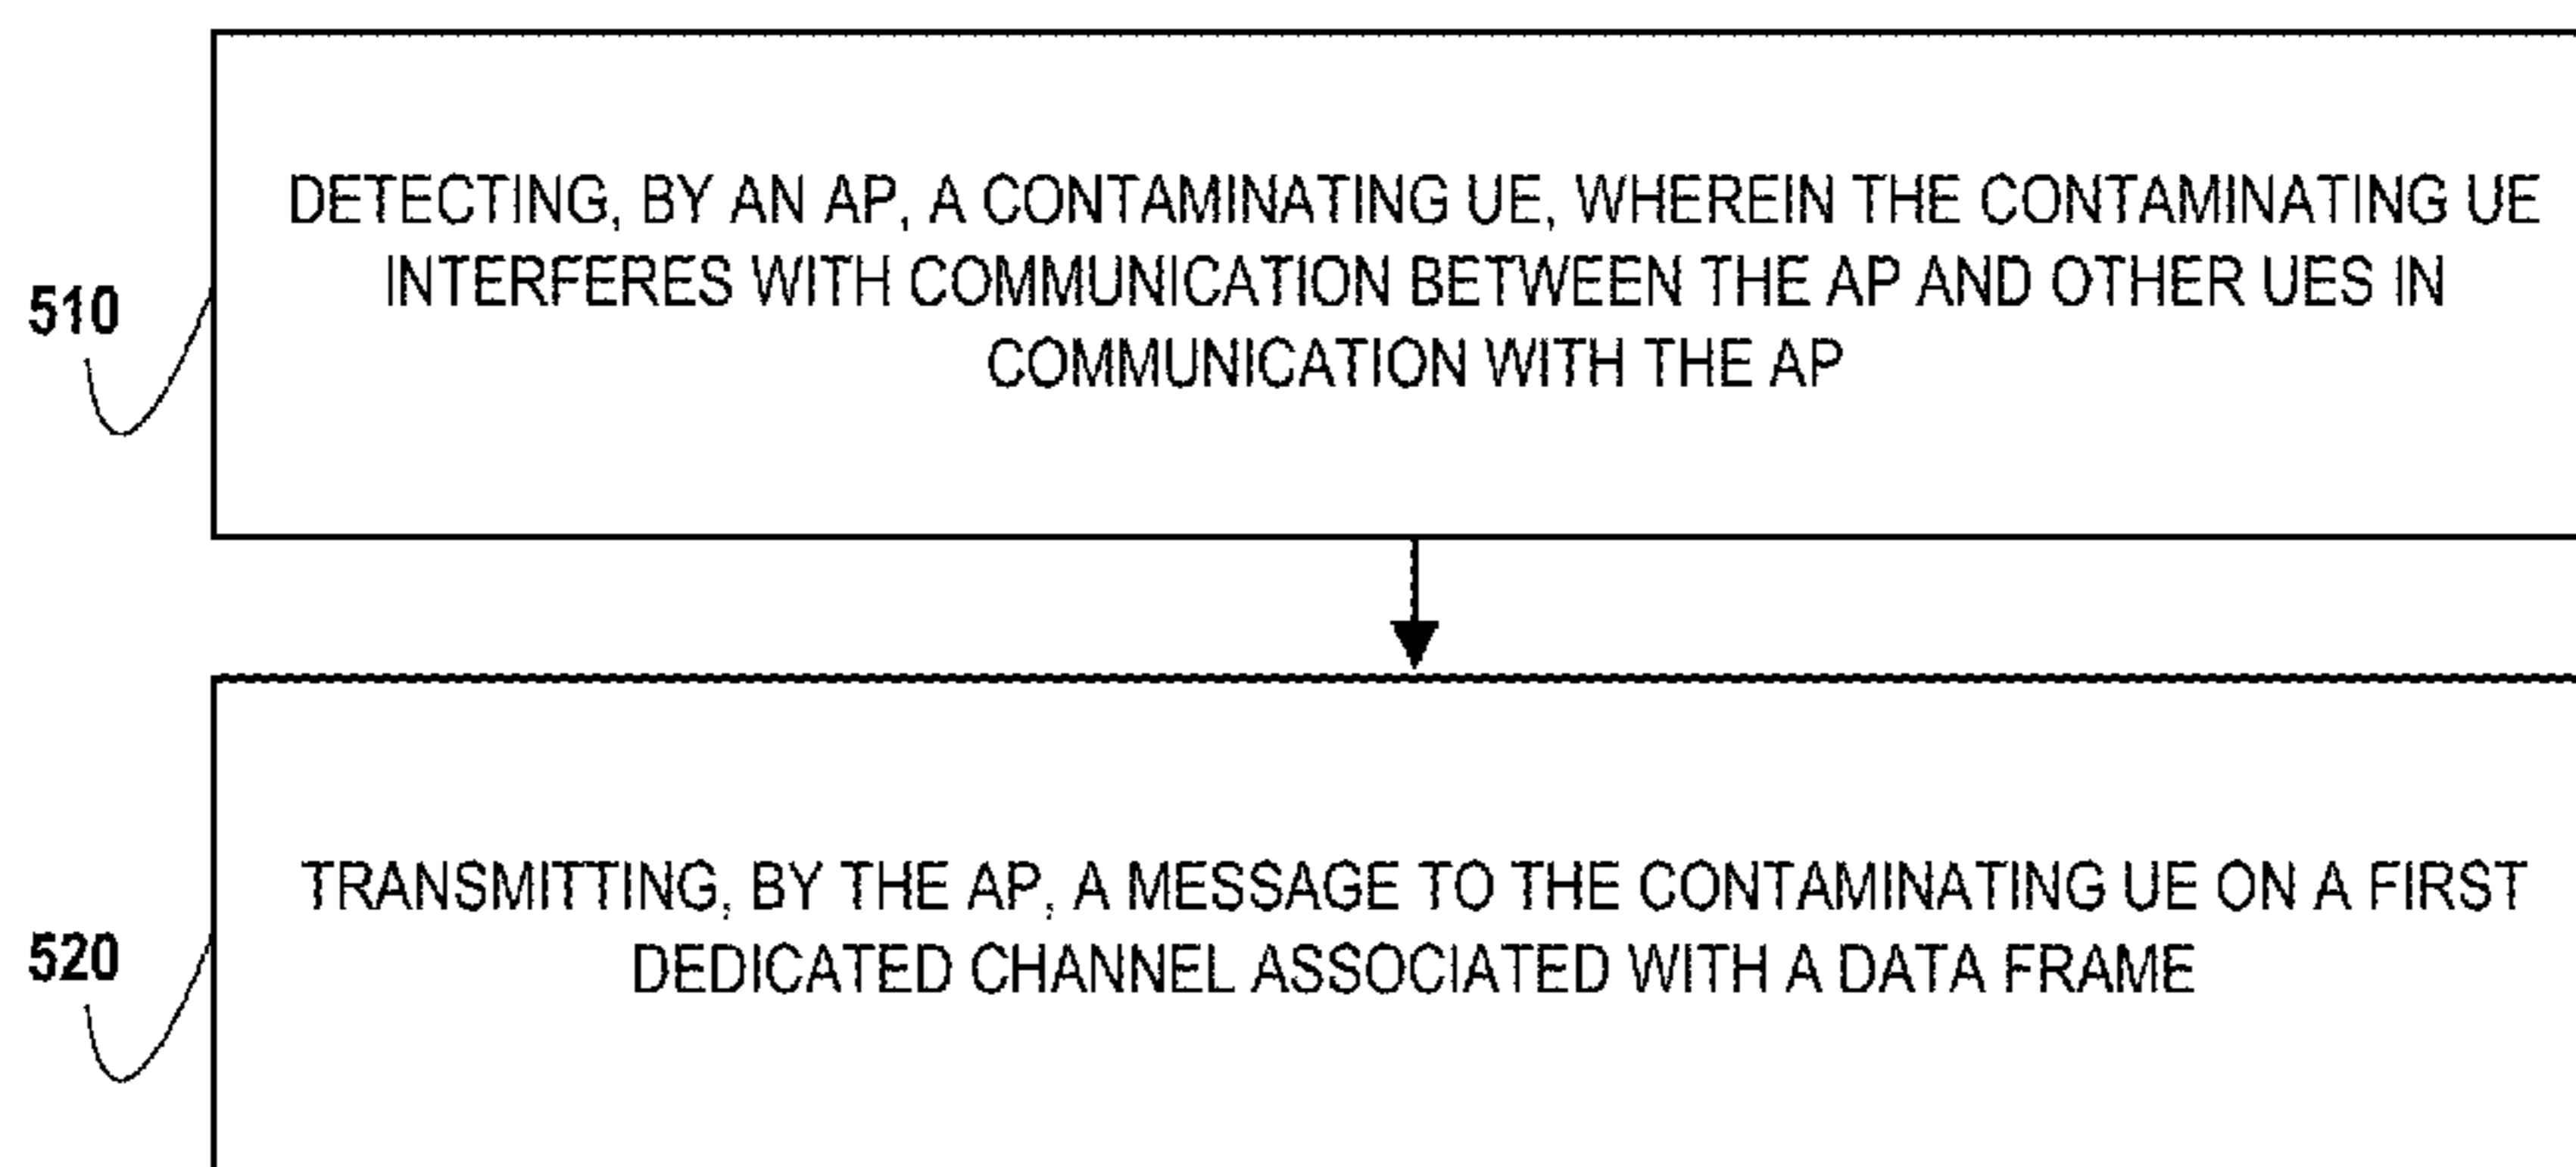 DETECTING, BY AN AP, A CONTAMINATING UE, WHEREIN THE CONTAMINATING UE
INTERFERES WITH COMMUNICATION BETWEEN THE AP AND OTHER UES IN
COMMUNICATION WITH THE AP
510
TRANSMITTING, BY THE AP, A MESSAGE TO THE CONTAMINATING UE ON A FIRST
DEDICATED CHANNEL ASSOCIATED WITH A DATA FRAME
520